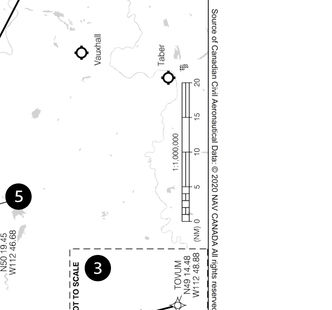 Source of Canadian Civil Aeronautical Data: © 2020 NAV CANADA All rights reserved
Vauxhall
Taber
20
15
10
5
0
(NM)
1:1,000,000
5
N50 19.45
W112 46.68
3
TOVUM
N49 14.48
W112 48.88
OT TO SCALE